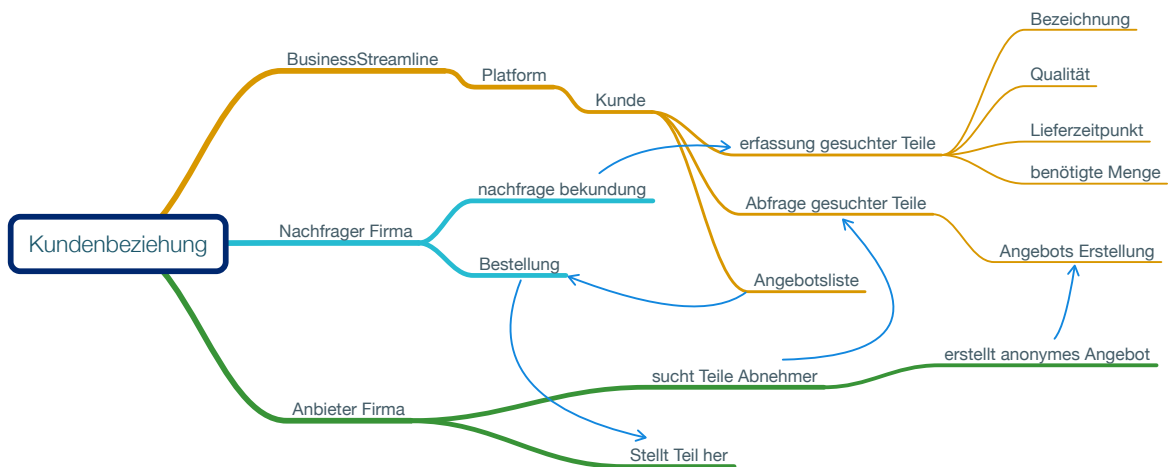 Bezeichnung
BusinessStreamline
Platform
Qualität
Kunde
Lieferzeitpunkt
erfassung gesuchter Teile
benötigte Menge
nachfrage bekundung
Abfrage gesuchter Teile
Nachfrager Firma
Kundenbeziehung
Angebots Erstellung
Bestellung
Angebotsliste
erstellt anonymes Angebot
sucht Teile Abnehmer
Anbieter Firma
Stellt Teil her